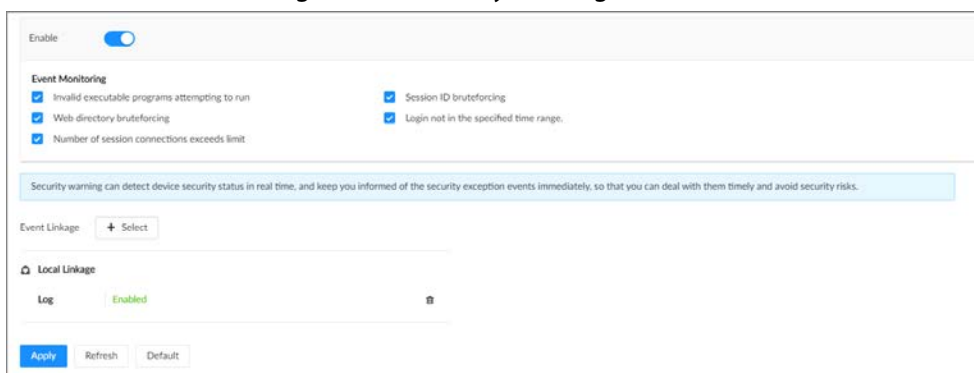 Enable
Event Monitoring
Invalid executable programs attempting to run
Session ID bruteforcing
Web directory bruteforcing
Login not in the specified time range.
Number of session connections exceeds limit
Security warning can detect device security status in real time, and keep you informed of the security exception events immediately, so that you can deal with them timely and avoid security risks.
Event Linkage + Select
Local Linkage
Log Enabled
Apply Refresh Default